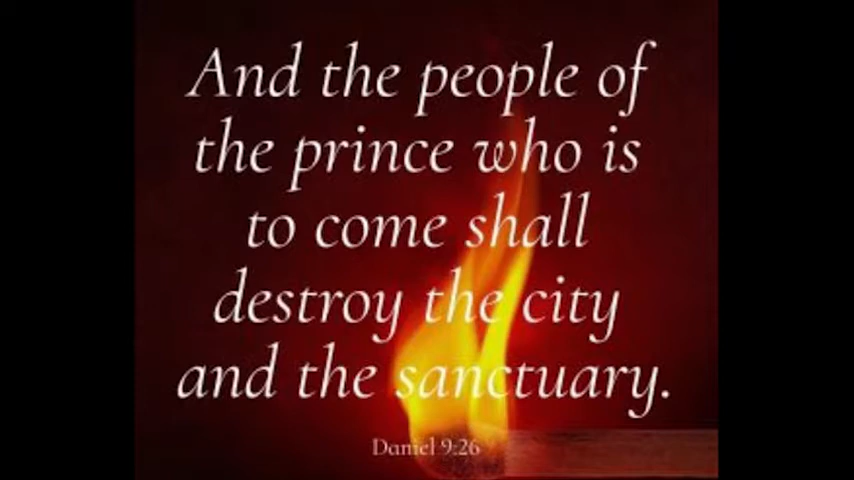 And the people of
the prince who is
to come shall
destroy the city
and the sanctuary.
Daniel 9:26